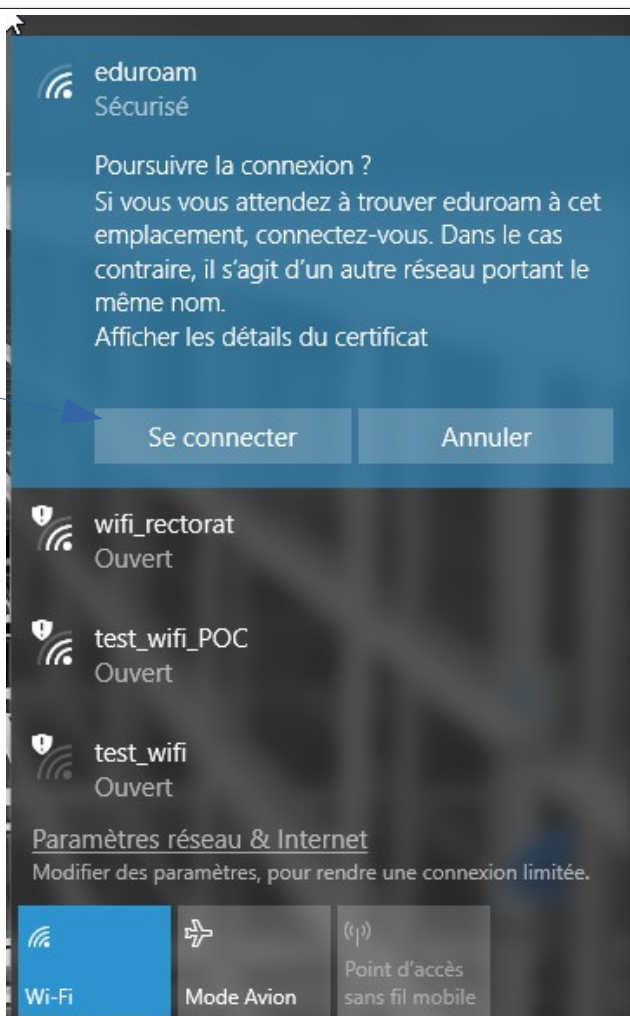 eduroam
Sécurisé
Poursuivre la connexion ?
Si vous vous attendez à trouver eduroam à cet
emplacement, connectez-vous. Dans le cas
contraire, il s'agit d'un autre réseau portant le
même nom.
Afficher les détails du certificat
Se connecter
Annuler
wifi_rectorat
Ouvert
test_wifi_POC
Ouvert
test_wifi
Ouvert
Paramètres réseau & Internet
Modifier des paramètres, pour rendre une connexion limitée.
Wi-Fi
Mode Avion
Point d'accès
sans fil mobile